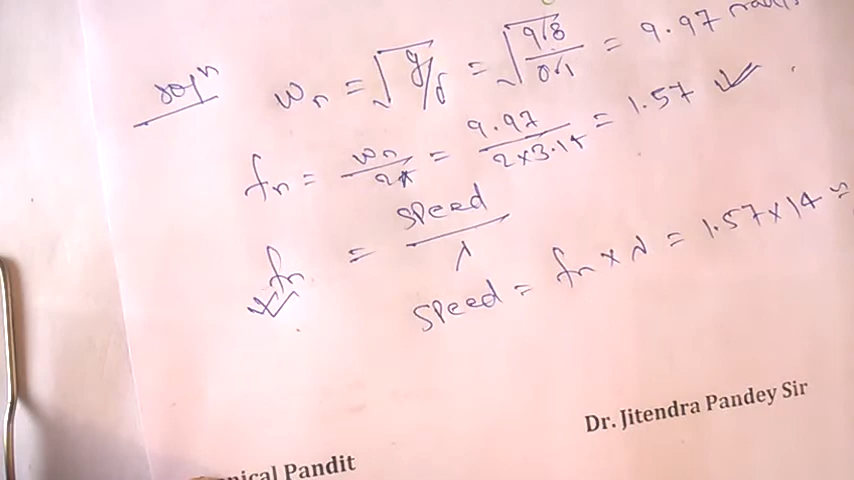 solⁿ ωn = √g/δ = √9.8/0.1 = 9.97 rad/s
fn = ωn/2π = 9.97/2×3.14 = 1.57
fn = speed/λ
speed = fn × λ = 1.57 × 14 =
Dr. Jitendra Pandey Sir
nical Pandit